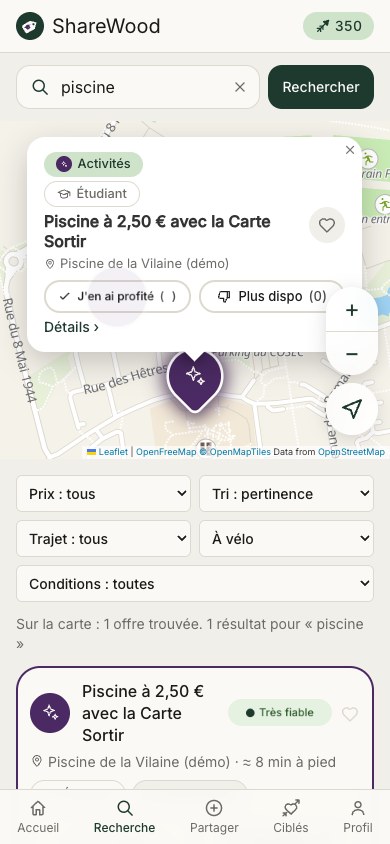 ShareWood
350
piscine
Rechercher
Activités
Étudiant
Piscine à 2,50 € avec la Carte
Sortir
Piscine de la Vilaine (démo)
J'en ai profité ( )
Plus dispo (0)
Détails ›
+
−
Rue du 8 Mai 1944
Rue des Hêtres
Parking du COSEC
Leaflet | OpenFreeMap © OpenMapTiles Data from OpenStreetMap
Prix : tous
Tri : pertinence
Trajet : tous
À vélo
Conditions : toutes
Sur la carte : 1 offre trouvée. 1 résultat pour « piscine
»
Piscine à 2,50 €
avec la Carte
Sortir
Très fiable
Piscine de la Vilaine (démo) · ≈ 8 min à pied
Accueil
Recherche
Partager
Ciblés
Profil